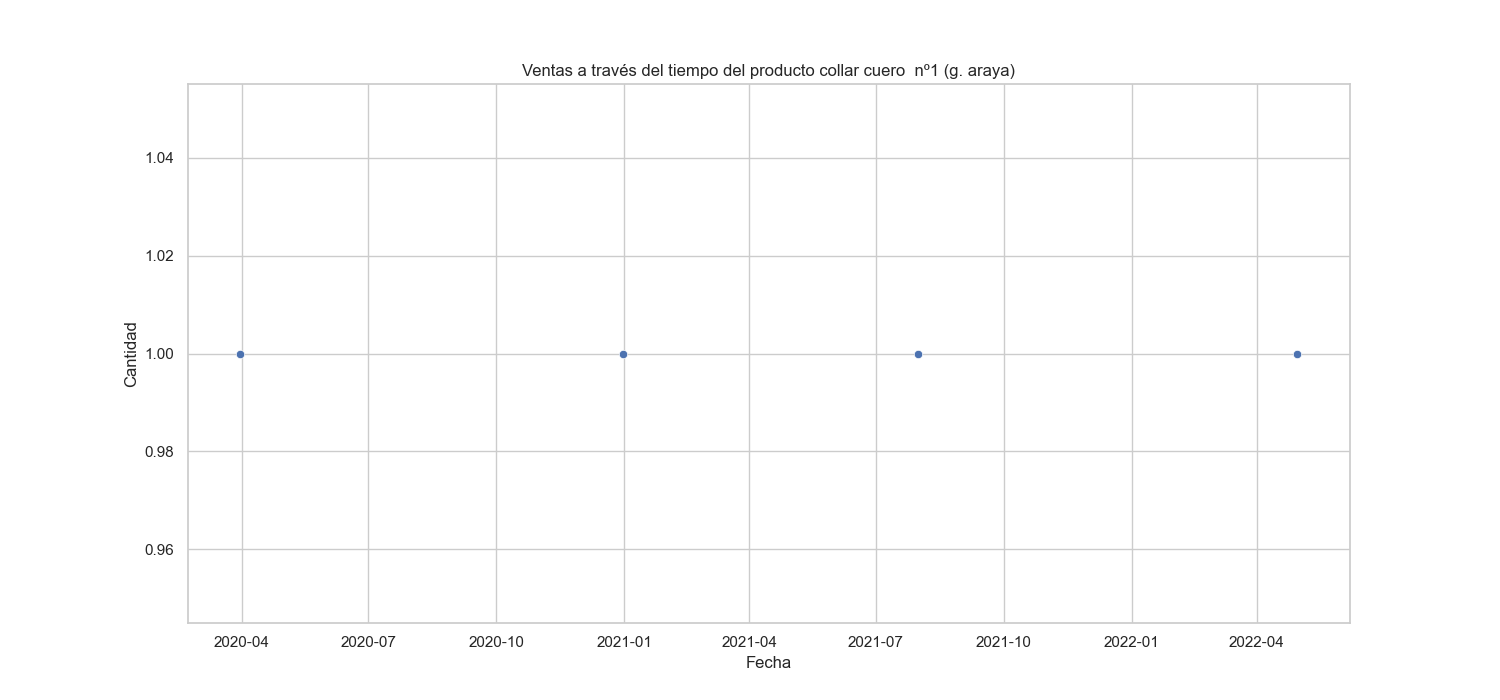 Ventas a través del tiempo del producto collar cuero  nº1 (g. araya)
1.04
1.02
1.00
0.98
0.96
Cantidad
2020-04 2020-07 2020-10 2021-01 2021-04 2021-07 2021-10 2022-01 2022-04
Fecha